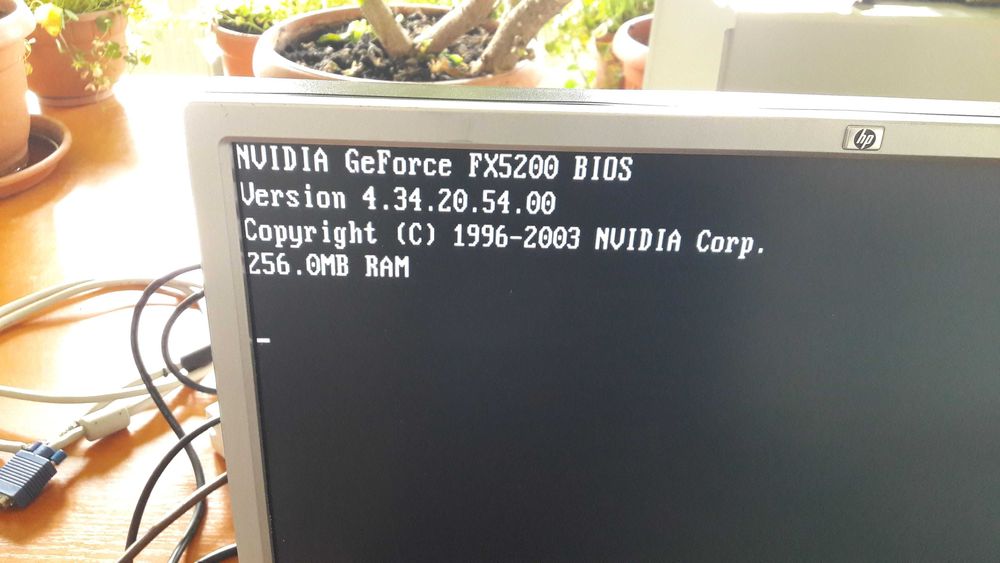 hp
NVIDIA GeForce FX5200 BIOS
Version 4.34.20.54.00
Copyright (C) 1996-2003 NVIDIA Corp.
256.0MB RAM
_